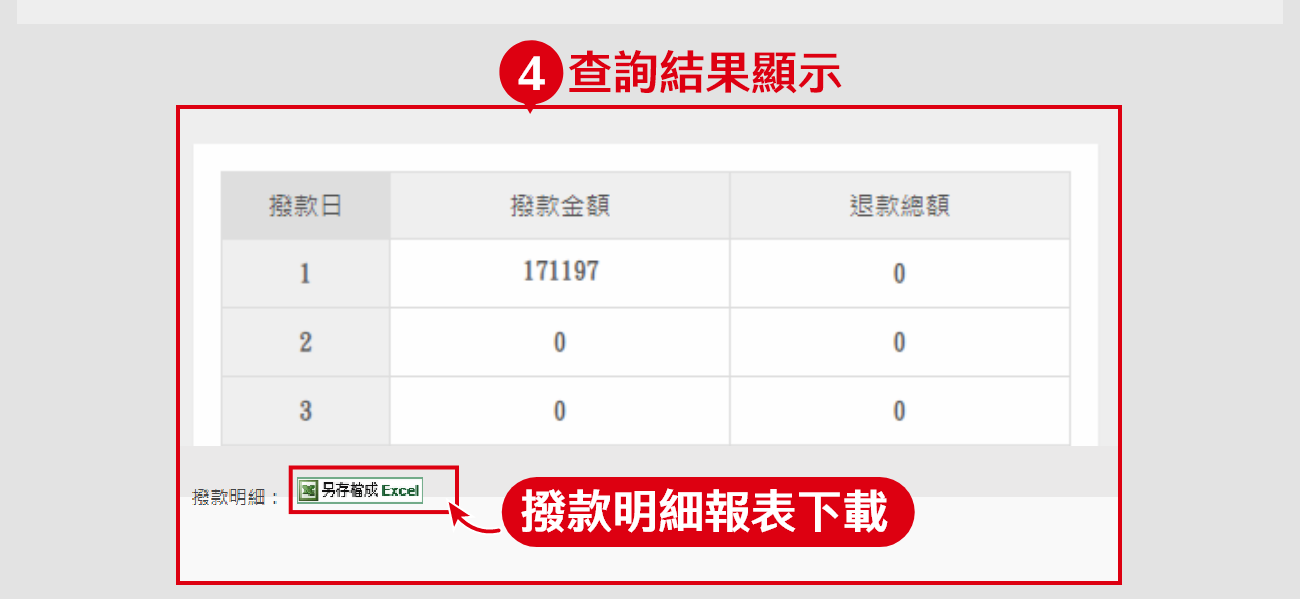 4 查詢結果顯示
撥款日 撥款金額 退款總額
1 171197 0
2 0 0
3 0 0
撥款明細： 另存檔成 Excel
撥款明細報表下載